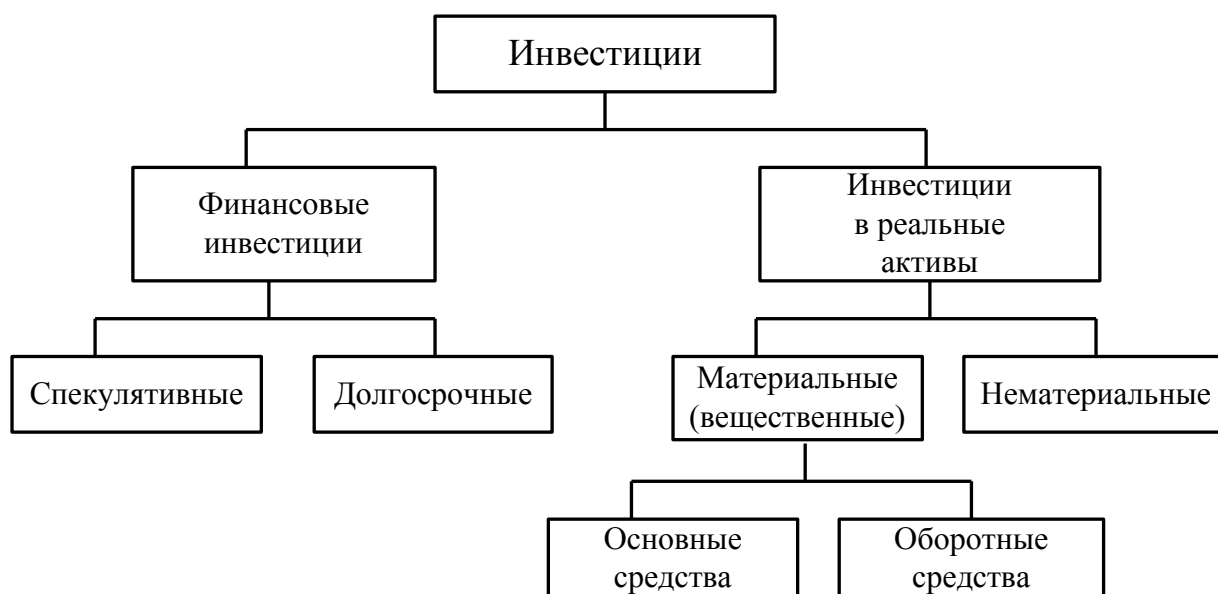 Инвестиции
Финансовые
инвестиции
Инвестиции
в реальные
активы
Спекулятивные
Долгосрочные
Материальные
(вещественные)
Нематериальные
Основные
средства
Оборотные
средства